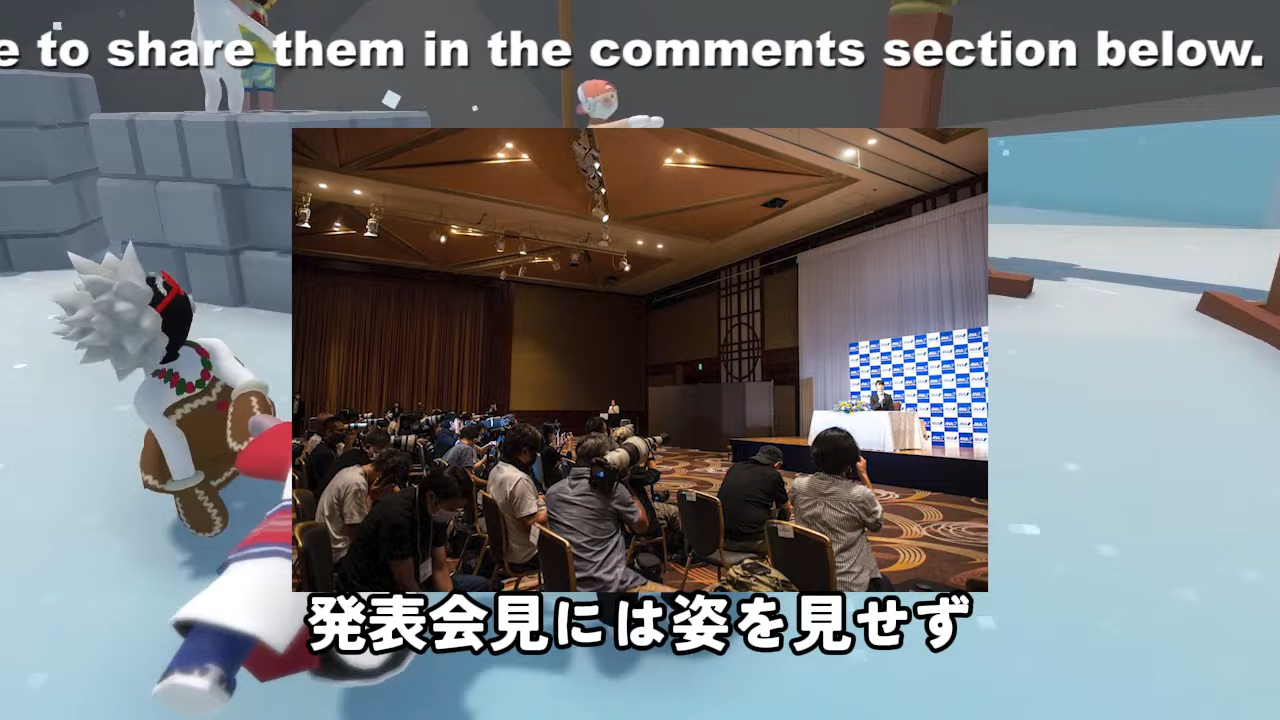 e to share them in the comments section below.
ANA
発表会見には姿を見せず